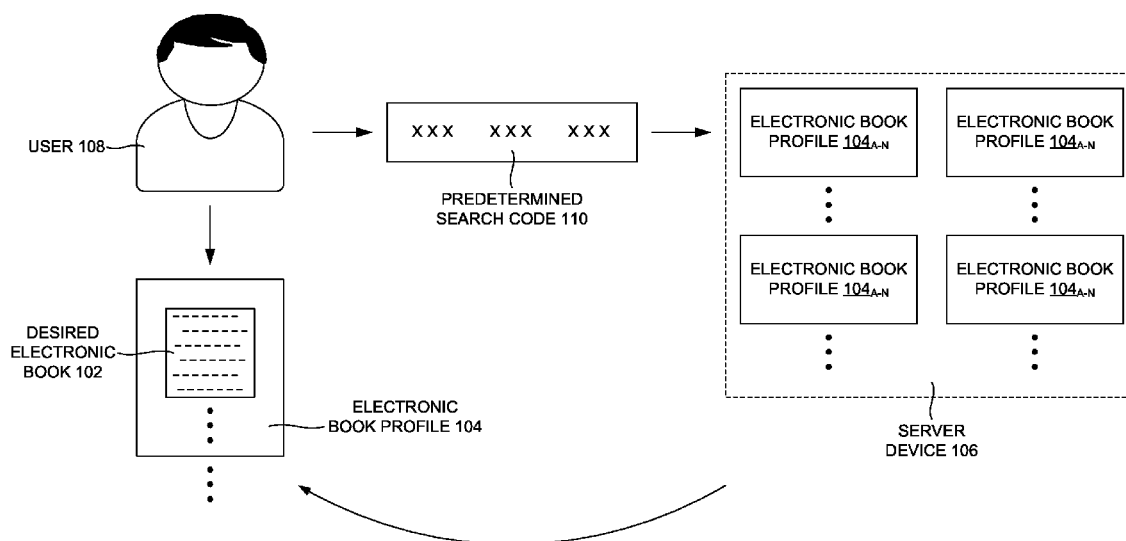 USER 108
XXX XXX XXX
PREDETERMINED
SEARCH CODE 110
ELECTRONIC BOOK
PROFILE 104A-N
ELECTRONIC BOOK
PROFILE 104A-N
ELECTRONIC BOOK
PROFILE 104A-N
ELECTRONIC BOOK
PROFILE 104A-N
SERVER
DEVICE 106
DESIRED
ELECTRONIC
BOOK 102
ELECTRONIC
BOOK PROFILE 104